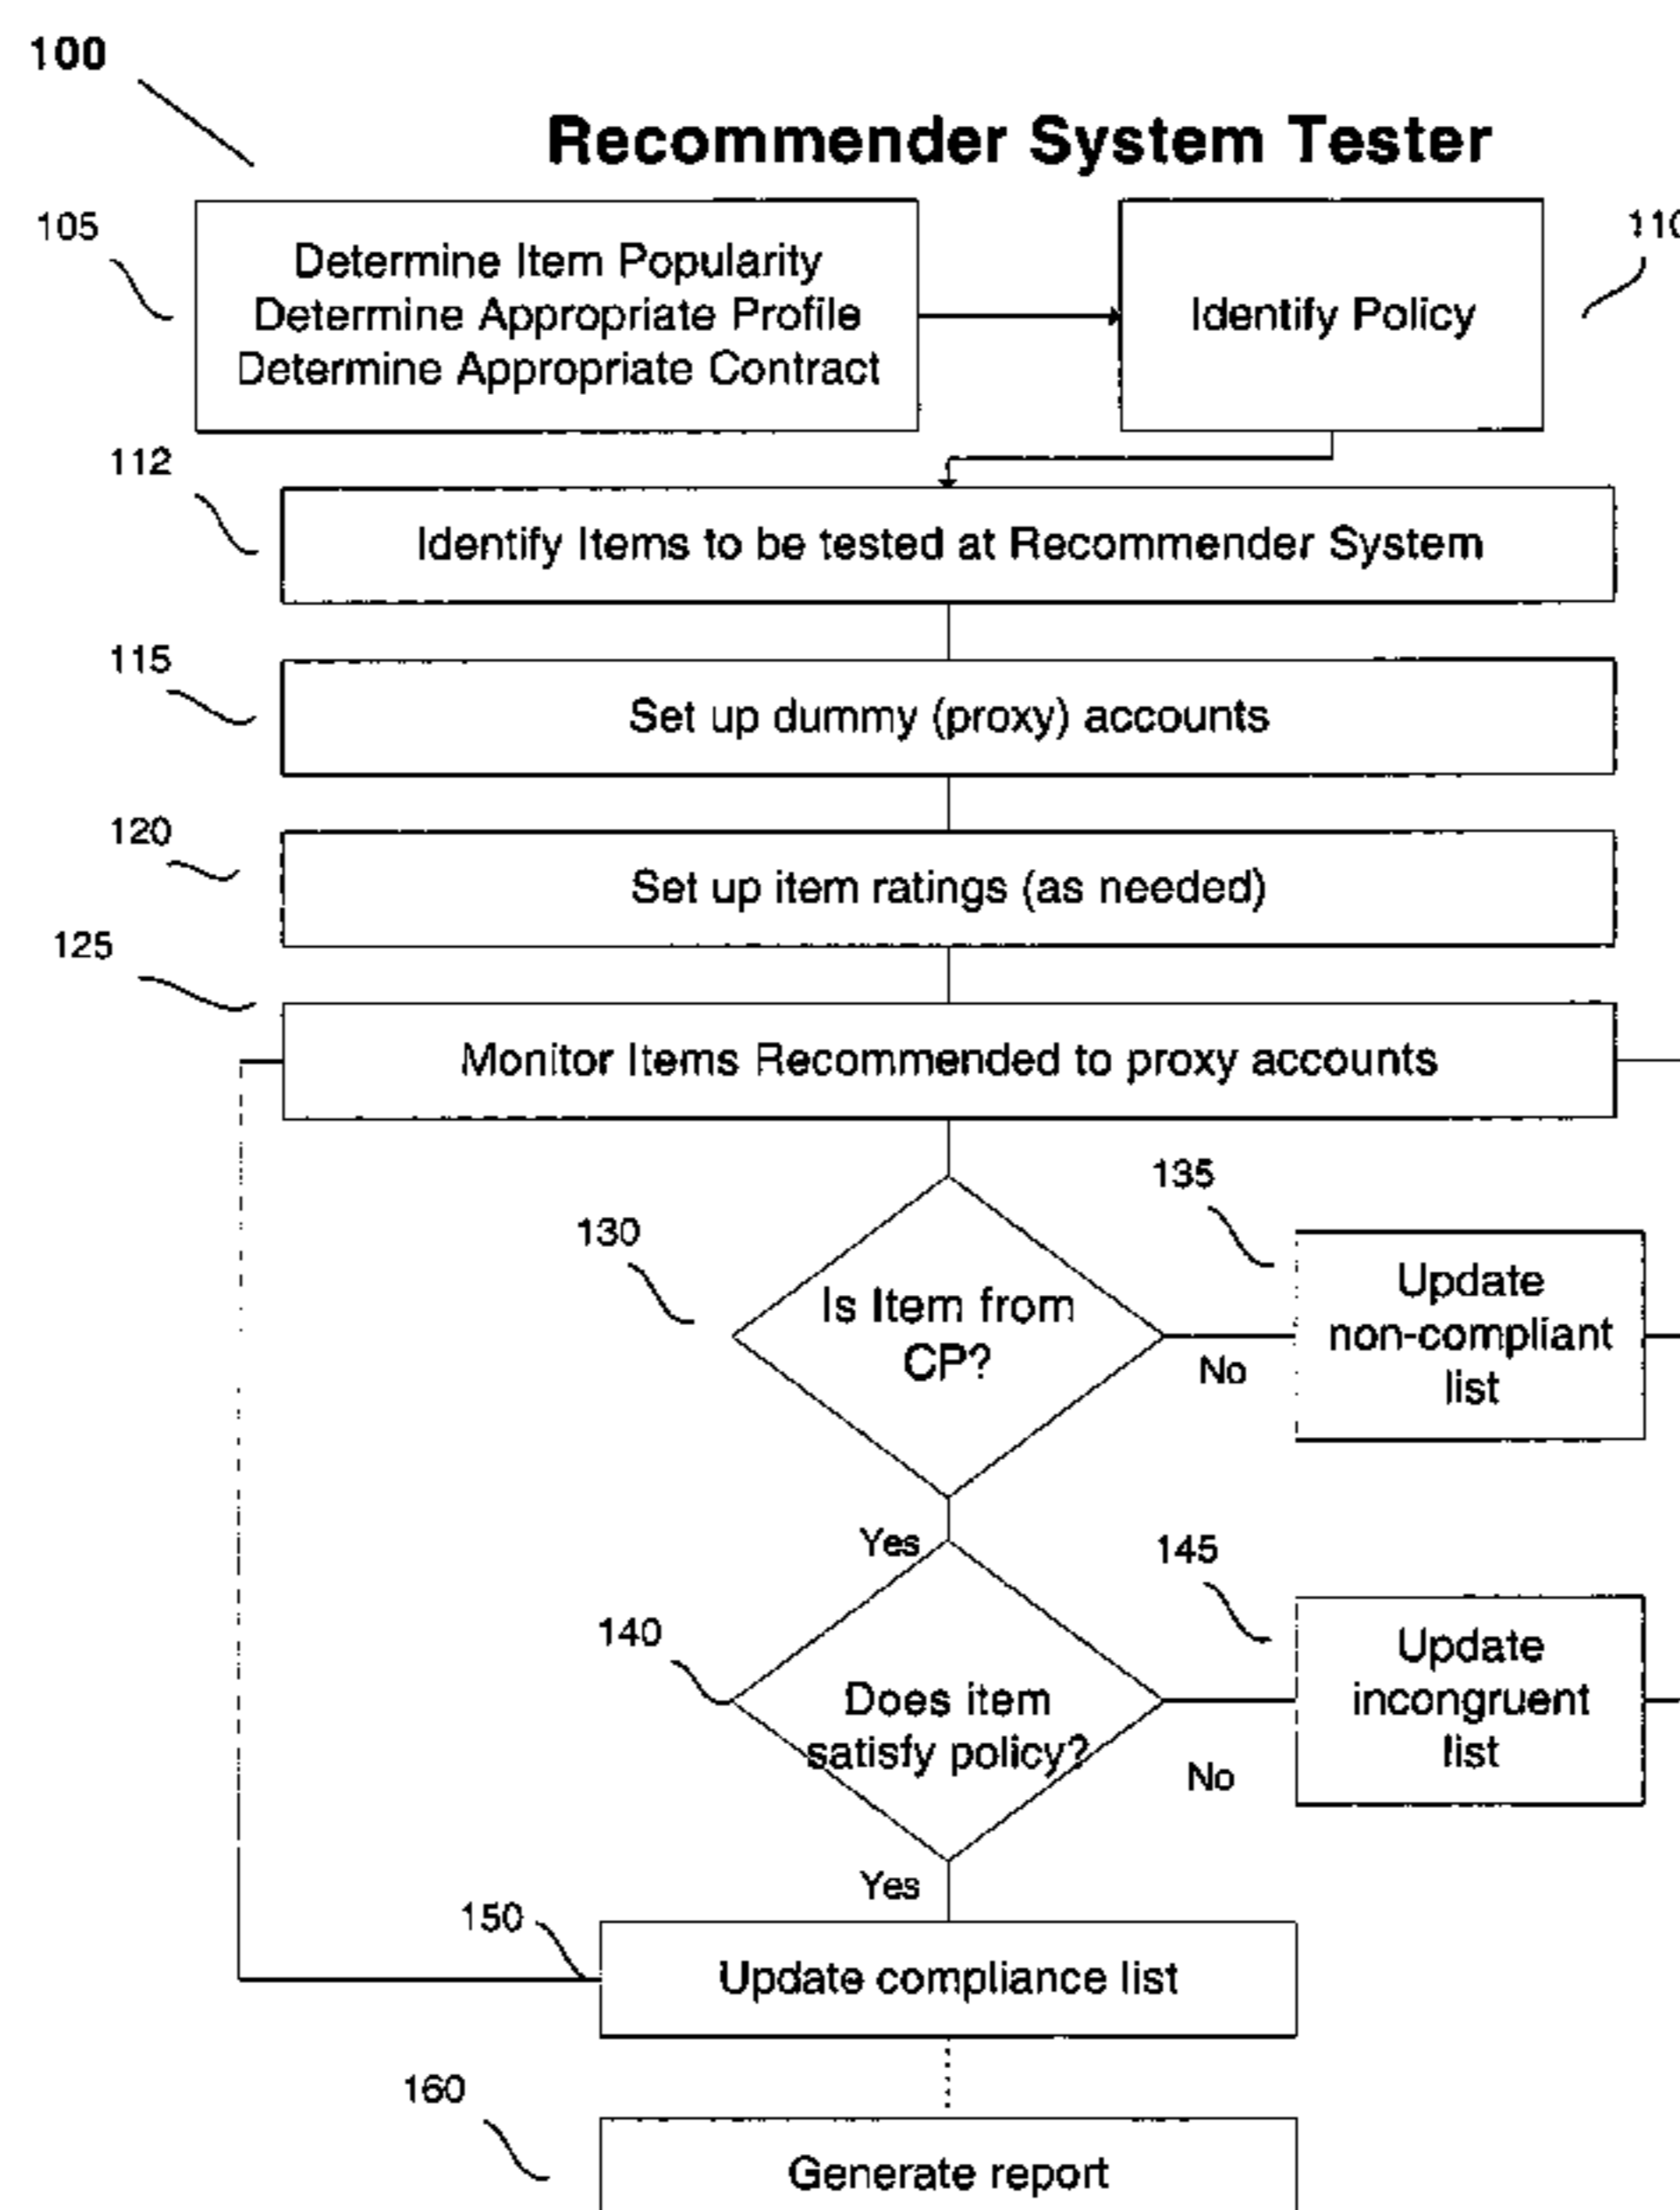 100
Recommender System Tester
105
Determine Item Popularity
Determine Appropriate Profile
Determine Appropriate Contract
Identify Policy
110
112
Identify Items to be tested at Recommender System
115
Set up dummy (proxy) accounts
120
Set up item ratings (as needed)
125
Monitor Items Recommended to proxy accounts
130
Is Item from
CP?
No
135
Update
non-compliant
list
Yes
140
Does item
satisfy policy?
No
145
Update
incongruent
list
Yes
150
Update compliance list
160
Generate report